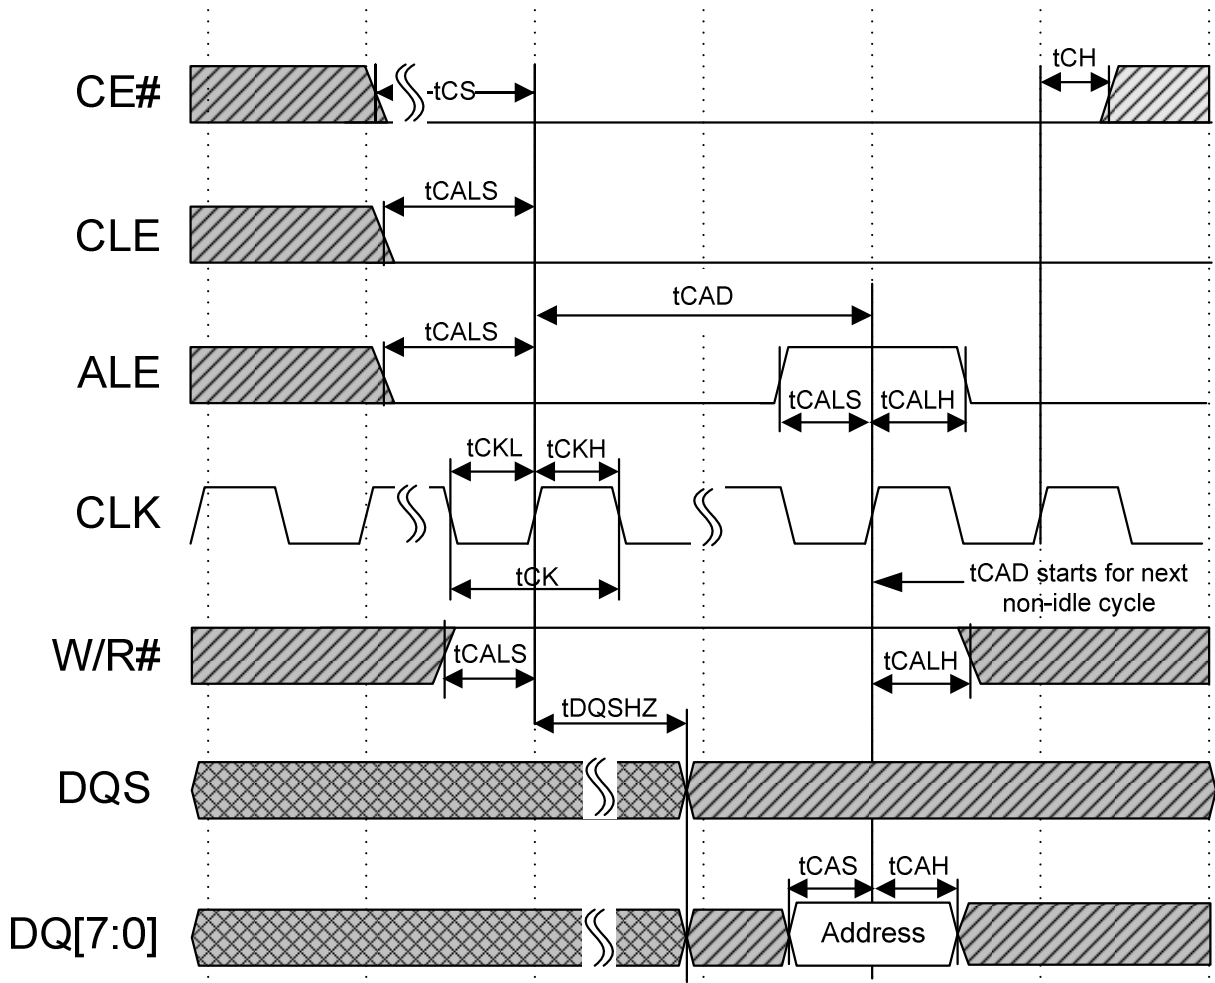 tCH
CE#
tCS
tCALS
CLE
tCAD
tCALS
ALE
tCALS
tCALH
tCKL
tCKH
CLK
tCK
tCAD starts for next
non-idle cycle
W/R#
tCALS
tCALH
tDQSHZ
DQS
tCAS
tCAH
DQ[7:0]
Address